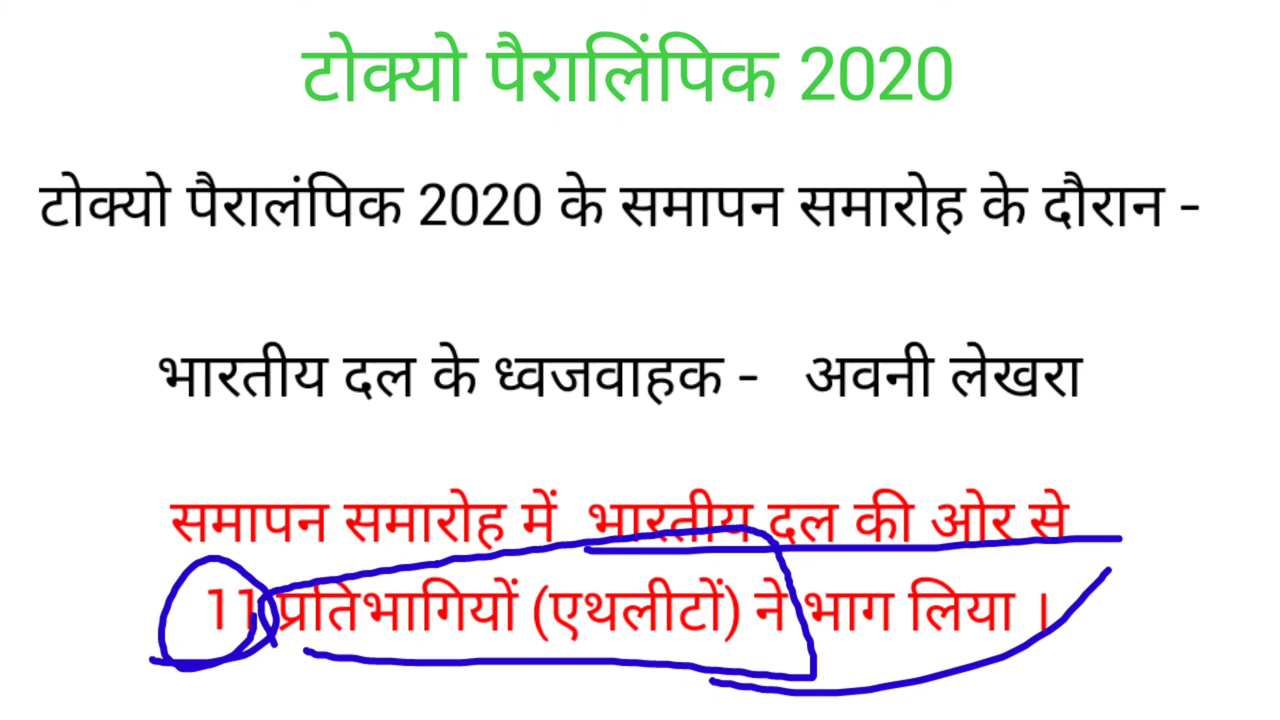 टोक्यो पैरालिंपिक 2020
टोक्यो पैरालंपिक 2020 के समापन समारोह के दौरान -
भारतीय दल के ध्वजवाहक - अवनी लेखरा
समापन समारोह में भारतीय दल की ओर से
11 प्रतिभागियों (एथलीटों) ने भाग लिया ।